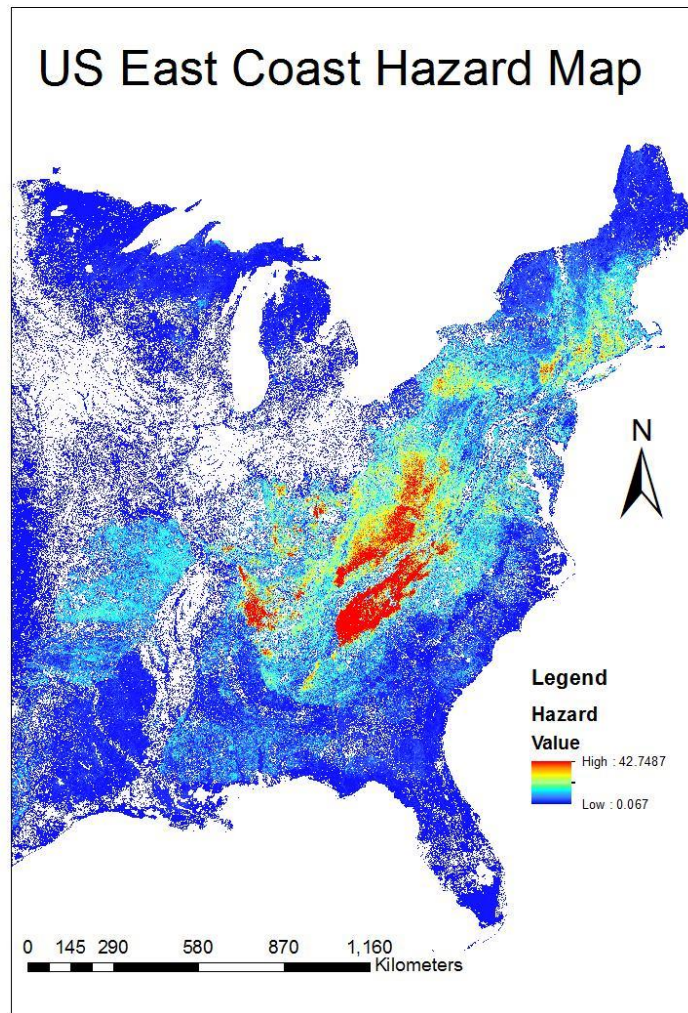 US East Coast Hazard Map
N
Legend
Hazard
Value
High : 42.7487
Low : 0.067
0 145 290 580 870 1,160
Kilometers